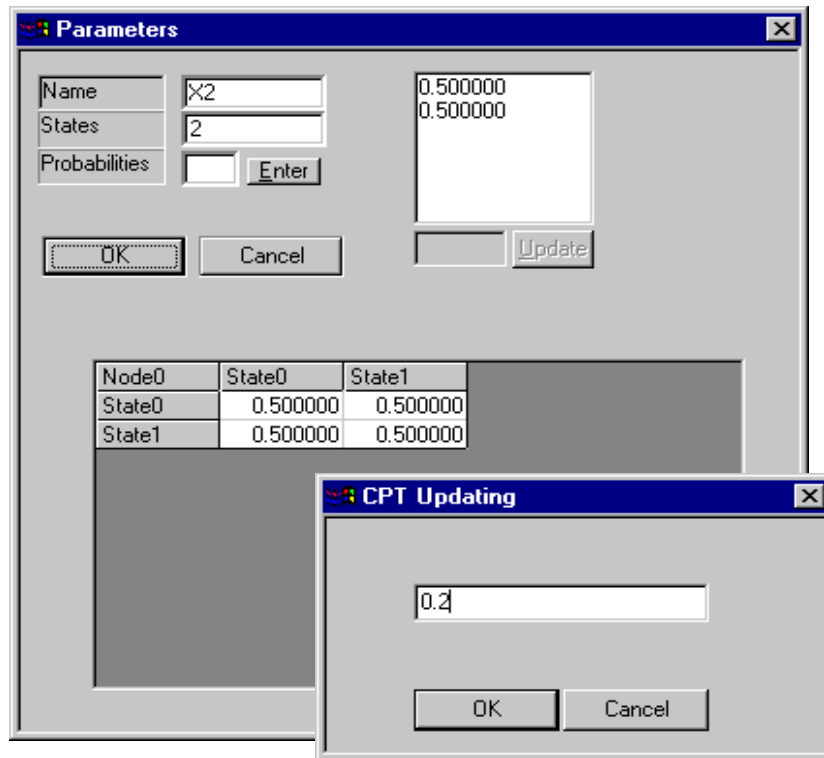 Parameters
Name X2 0.500000
0.500000
States 2
Probabilities Enter
OK Cancel Update
Node0 State0 State1
State0 0.500000 0.500000
State1 0.500000 0.500000
CPT Updating
0.2
OK Cancel